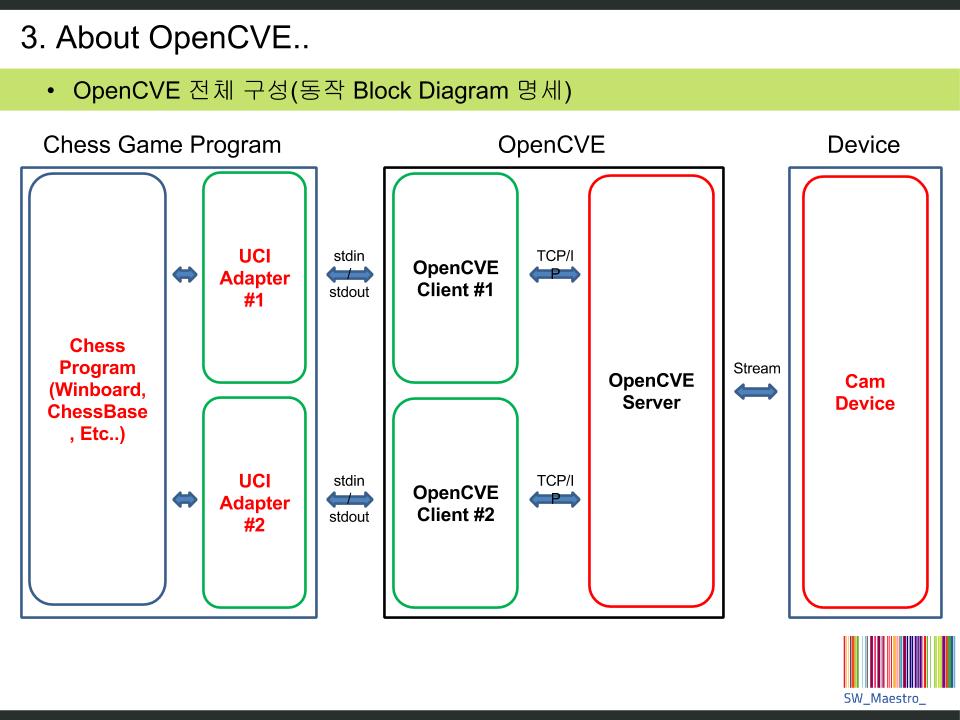 3. About OpenCVE..
• OpenCVE 전체 구성(동작 Block Diagram 명세)
Chess Game Program
OpenCVE
Device
Chess
Program
(Winboard,
ChessBase
, Etc..)
UCI
Adapter
#1
stdin
/
stdout
OpenCVE
Client #1
TCP/I
P
UCI
Adapter
#2
stdin
/
stdout
OpenCVE
Client #2
TCP/I
P
OpenCVE
Server
Stream
Cam
Device
SW_Maestro_